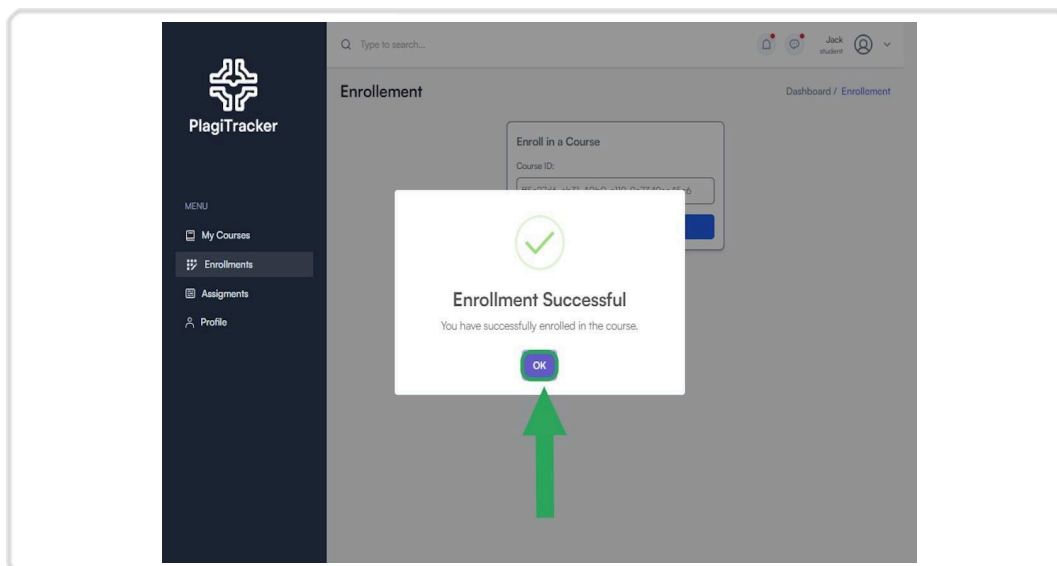 PlagiTracker
MENU
My Courses
Enrollments
Assigments
Profile
Type to search...
Jack
student
Enrollement
Dashboard / Enrollement
Enroll in a Course
Course ID:
Enrollment Successful
You have successfully enrolled in the course.
OK